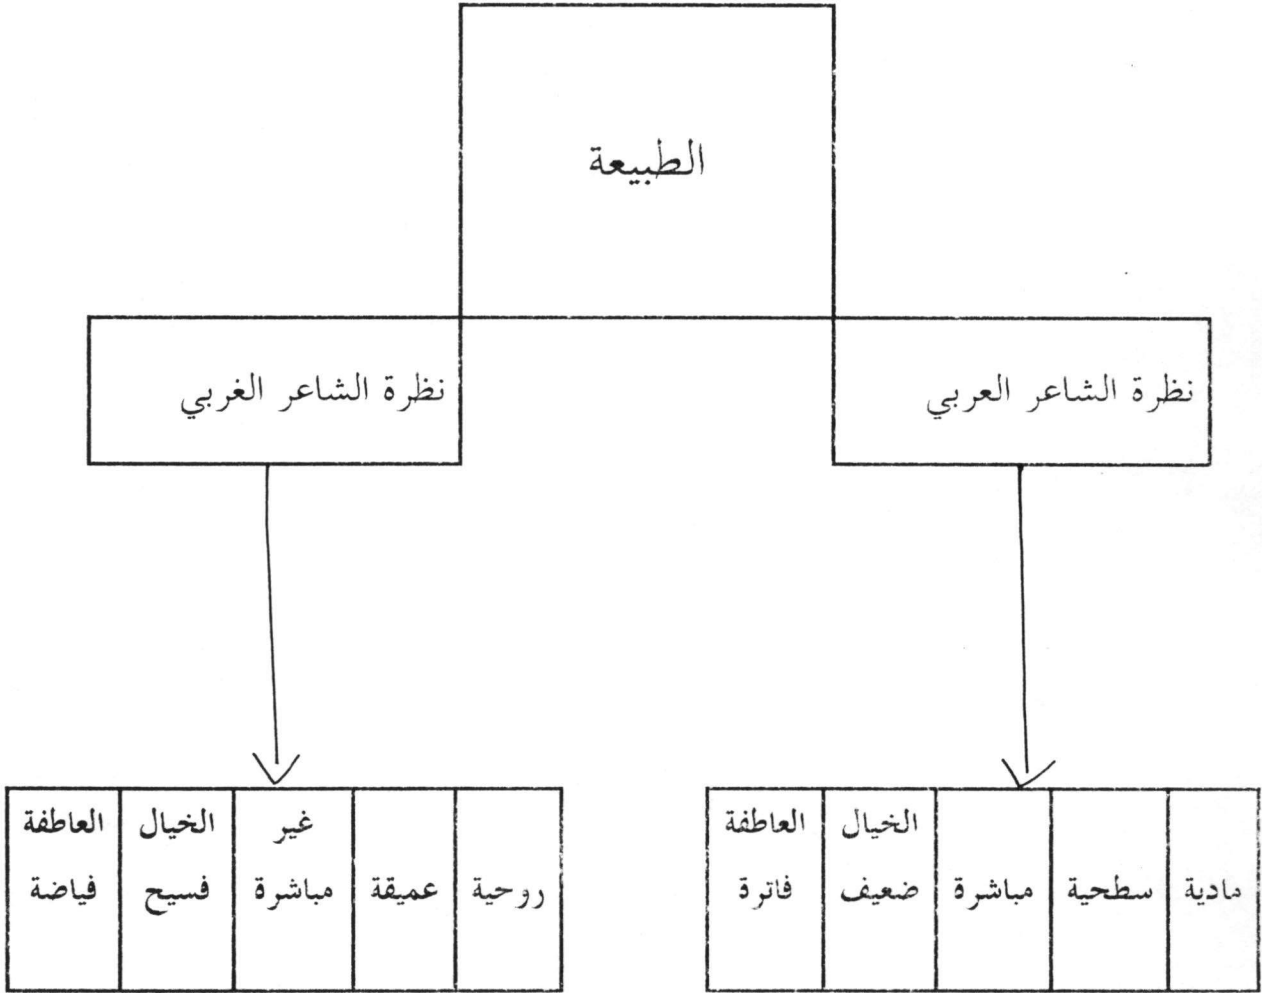 الطبيعة
نظرة الشاعر العربي
نظرة الشاعر الغربي
مادية
سطحية
مباشرة
الخيال
ضعيف
العاطفة
فاترة
روحية
عميقة
غير
مباشرة
الخيال
فسيح
العاطفة
فياضة